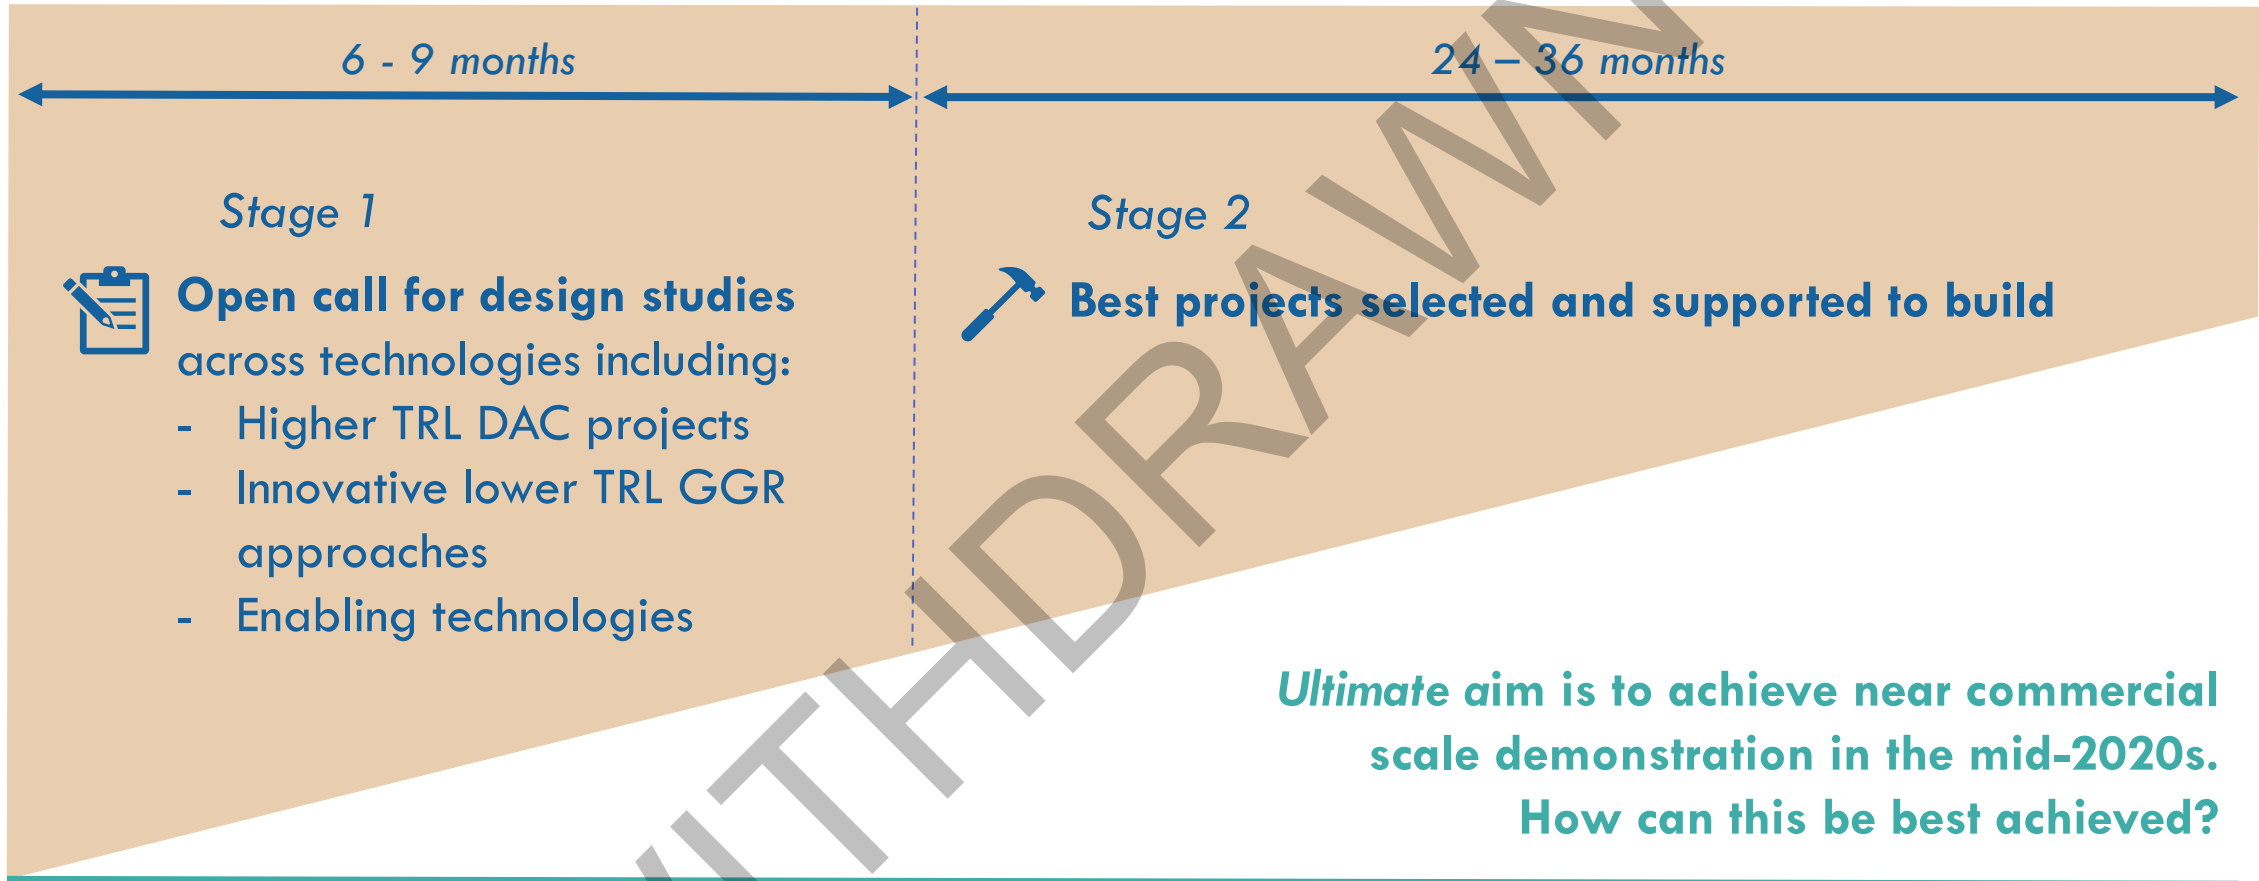 6 - 9 months
24 – 36 months
Stage 1
Open call for design studies
across technologies including:
- Higher TRL DAC projects
- Innovative lower TRL GGR
approaches
- Enabling technologies
Stage 2
Best projects selected and supported to build
Ultimate aim is to achieve near commercial
scale demonstration in the mid-2020s.
How can this be best achieved?
WITHDRAWN